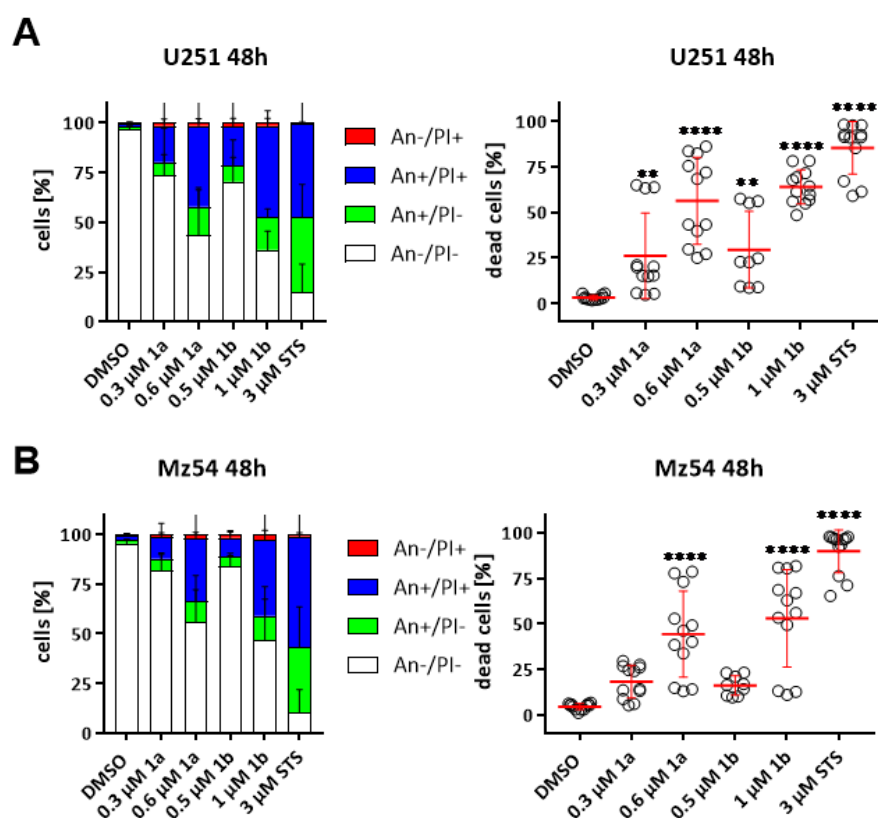 A
U251 48h
cells [%]
100
75
50
25
0
DMSO
0.3 µM 1a
0.6 µM 1a
0.5 µM 1b
1 µM 1b
3 µM STS
An-/PI+
An+/PI+
An+/PI-
An-/PI-
U251 48h
dead cells [%]
100
75
50
25
0
**
****
**
****
****
DMSO
0.3 µM 1a
0.6 µM 1a
0.5 µM 1b
1 µM 1b
3 µM STS
B
Mz54 48h
cells [%]
100
75
50
25
0
DMSO
0.3 µM 1a
0.6 µM 1a
0.5 µM 1b
1 µM 1b
3 µM STS
An-/PI+
An+/PI+
An+/PI-
An-/PI-
Mz54 48h
dead cells [%]
100
75
50
25
0
****
****
****
DMSO
0.3 µM 1a
0.6 µM 1a
0.5 µM 1b
1 µM 1b
3 µM STS